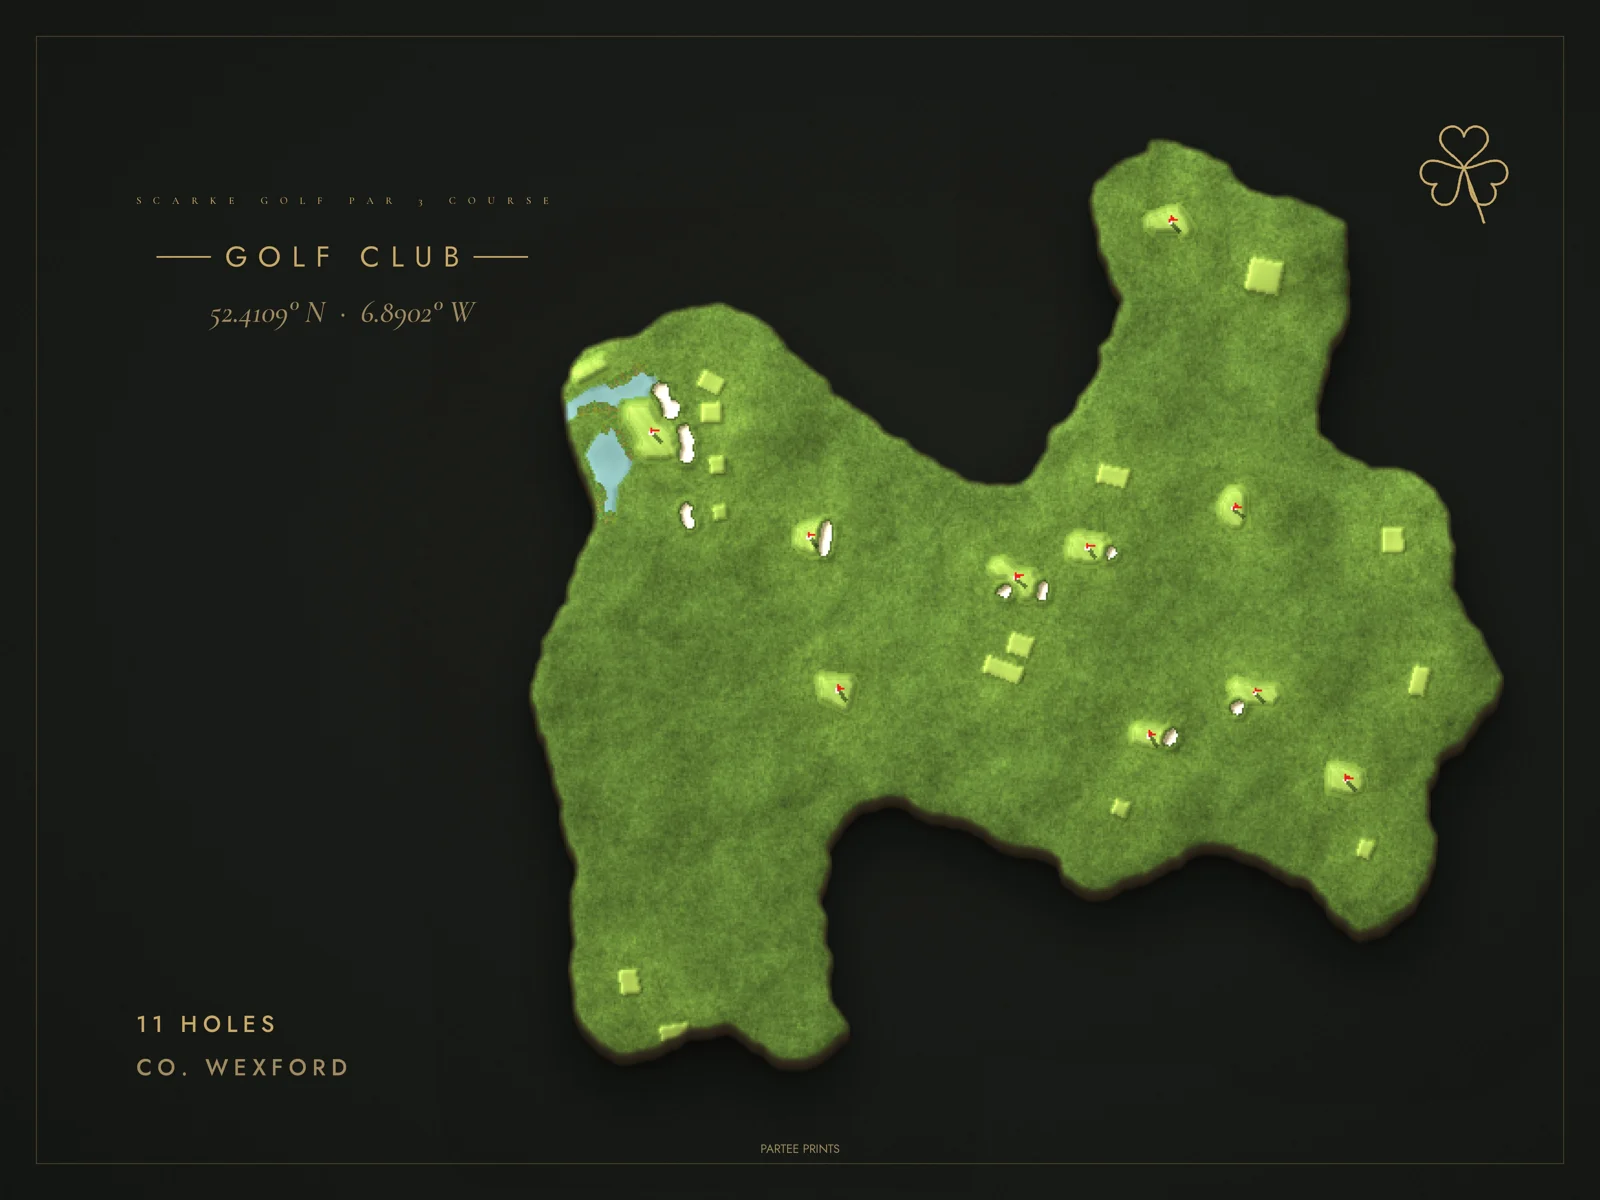 SCARKE GOLF PAR 3 COURSE
GOLF CLUB
52.4109° N · 6.8902° W
11 HOLES
CO. WEXFORD
PARTEE PRINTS